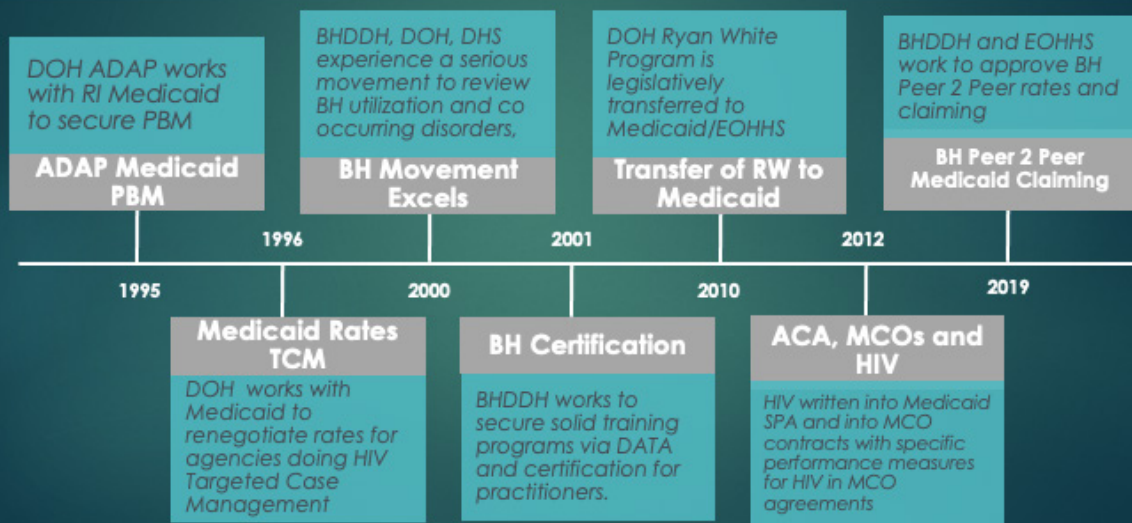 DOH ADAP works
with RI Medicaid
to secure PBM
ADAP Medicaid
PBM
BHDDH, DOH, DHS
experience a serious
movement to review
BH utilization and co
occurring disorders,
BH Movement
Excels
DOH Ryan White
Program is
legislatively
transferred to
Medicaid/EOHHS
Transfer of RW to
Medicaid
BHDDH and EOHHS
work to approve BH
Peer 2 Peer rates and
claiming
BH Peer 2 Peer
Medicaid Claiming
1996
2001
2012
1995
2000
2010
2019
Medicaid Rates
TCM
DOH works with
Medicaid to
renegotiate rates for
agencies doing HIV
Targeted Case
Management
BH Certification
BHDDH works to
secure solid training
programs via DATA
and certification for
practitioners.
ACA, MCOs and
HIV
HIV written into Medicaid
SPA and into MCO
contracts with specific
performance measures
for HIV in MCO
agreements